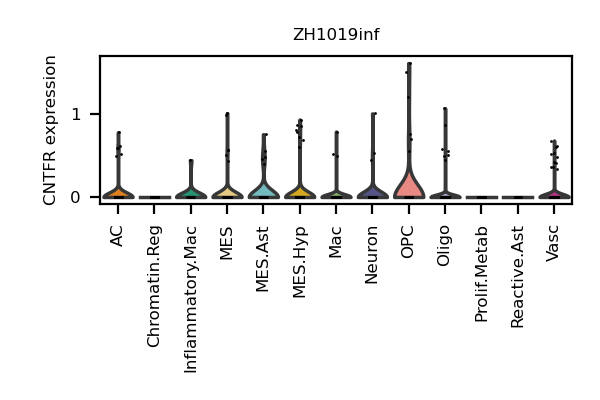 ZH1019inf
CNTFR expression
1
0
AC
Chromatin.Reg
Inflammatory.Mac
MES
MES.Ast
MES.Hyp
Mac
Neuron
OPC
Oligo
Prolif.Metab
Reactive.Ast
Vasc